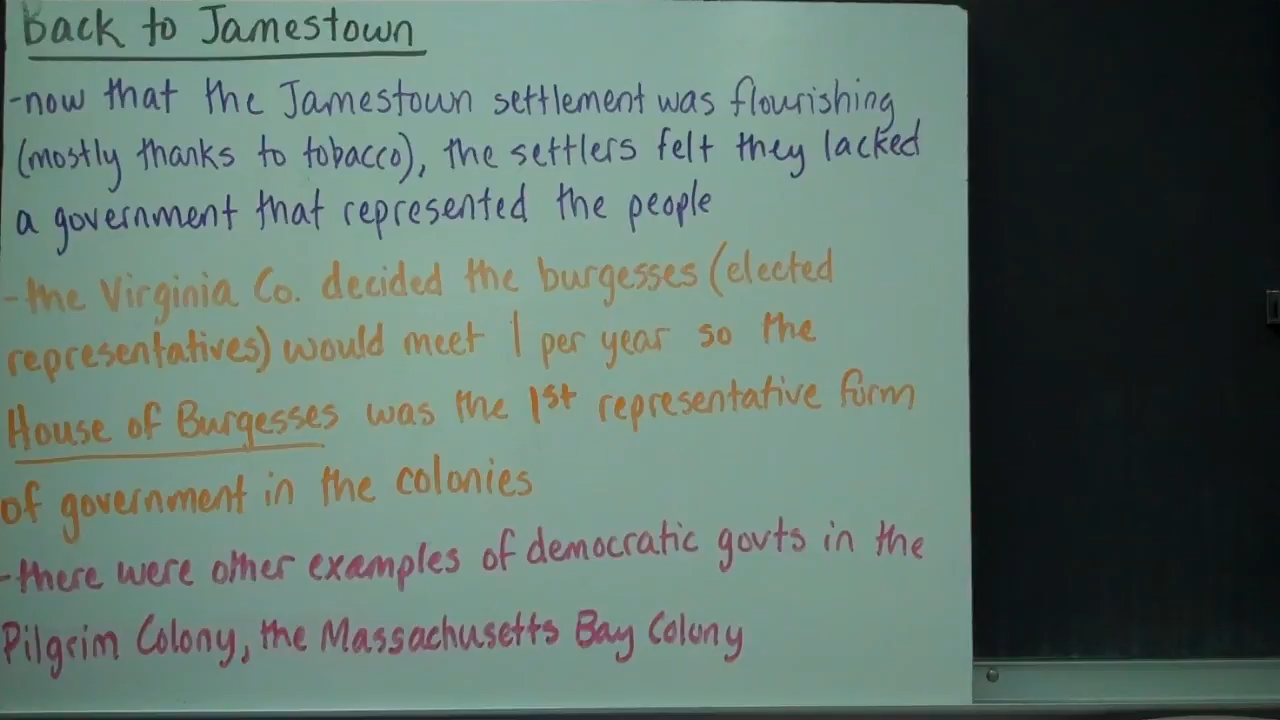 Back to Jamestown
-now that the Jamestown settlement was flourishing
(mostly thanks to tobacco), the settlers felt they lacked
a government that represented the people
-the Virginia Co. decided the burgesses (elected
representatives) would meet 1 per year so the
House of Burgesses was the 1st representative form
of government in the colonies
-there were other examples of democratic govts in the
Pilgrim Colony, the Massachusetts Bay Colony